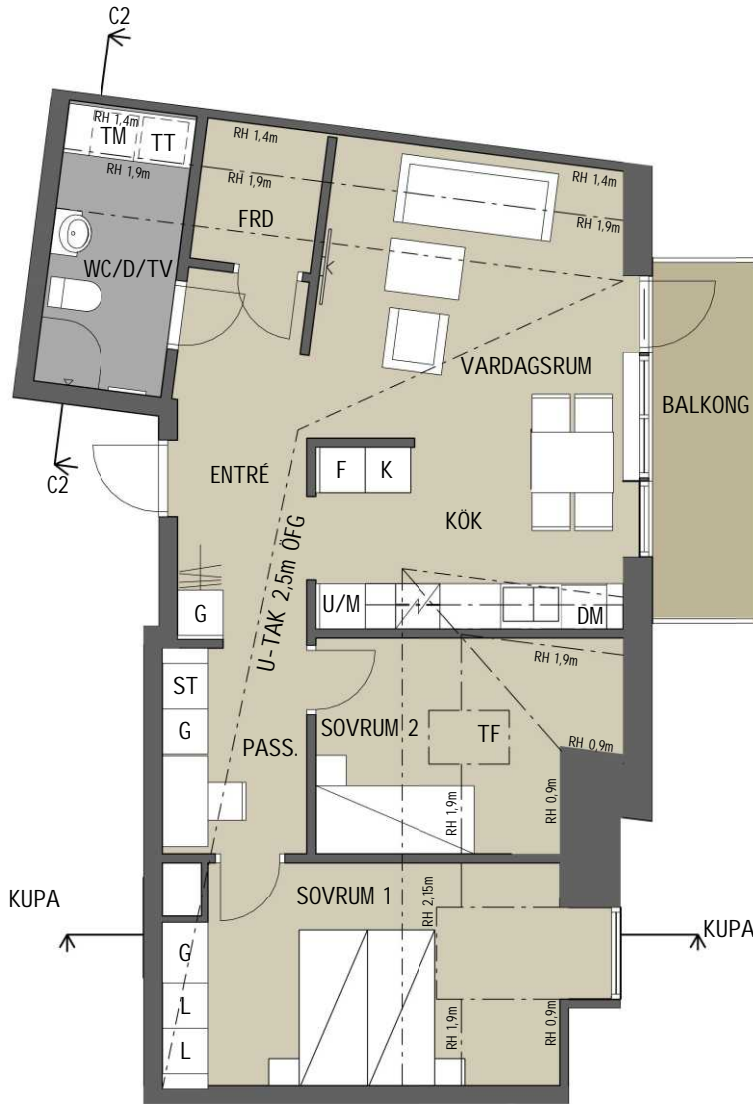 C2
RH 1,4m
TM
TT
RH 1,9m
RH 1,4m
RH 1,9m
FRD
RH 1,4m
RH 1,9m
WC/D/TV
VARDAGSRUM
BALKONG
C2
ENTRÉ
F
K
KÖK
U-TAK 2,5m ÖFG
G
U/M
DM
ST
G
PASS.
SOVRUM 2
TF
RH 1,9m
RH 0,9m
RH 1,9m
RH 0,9m
KUPA
SOVRUM 1
RH 2,15m
KUPA
G
L
L
RH 1,9m
RH 0,9m